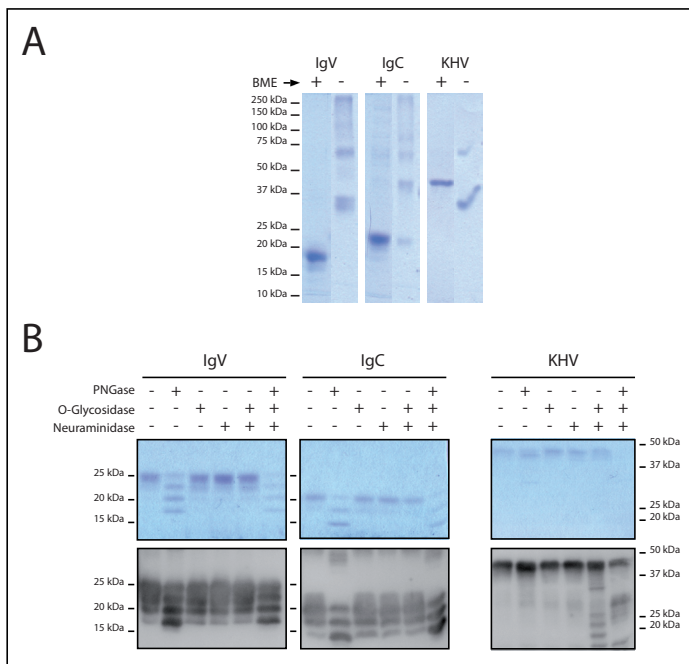 A
IgV IgC KHV
BME + - + - + -
250 kDa
150 kDa
100 kDa
75 kDa
50 kDa
37 kDa
25 kDa
20 kDa
15 kDa
10 kDa
B
IgV IgC KHV
PNGase - + - - - + - + - - - + - + - - - +
O-Glycosidase - - + - + + - - + - + + - - + - + +
Neuraminidase - - - + + + - - - + + + - - - + + +
25 kDa
20 kDa
15 kDa
50 kDa
37 kDa
25 kDa
20 kDa
25 kDa
20 kDa
15 kDa
50 kDa
37 kDa
25 kDa
20 kDa